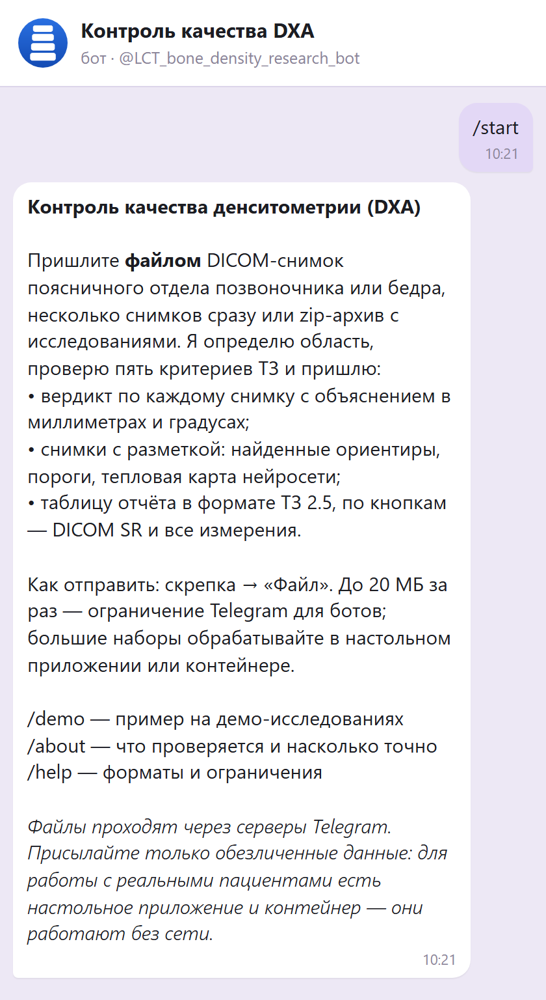 Контроль качества DXA
бот · @LCT_bone_density_research_bot
/start
10:21
Контроль качества денситометрии (DXA)
Пришлите файлом DICOM-снимок
поясничного отдела позвоночника или бедра,
несколько снимков сразу или zip-архив с
исследованиями. Я определю область,
проверю пять критериев ТЗ и пришлю:
• вердикт по каждому снимку с объяснением в
миллиметрах и градусах;
• снимки с разметкой: найденные ориентиры,
пороги, тепловая карта нейросети;
• таблицу отчёта в формате ТЗ 2.5, по кнопкам
— DICOM SR и все измерения.
Как отправить: скрепка → «Файл». До 20 МБ за
раз — ограничение Telegram для ботов;
большие наборы обрабатывайте в настольном
приложении или контейнере.
/demo — пример на демо-исследованиях
/about — что проверяется и насколько точно
/help — форматы и ограничения
Файлы проходят через серверы Telegram.
Присылайте только обезличенные данные: для
работы с реальными пациентами есть
настольное приложение и контейнер — они
работают без сети.
10:21